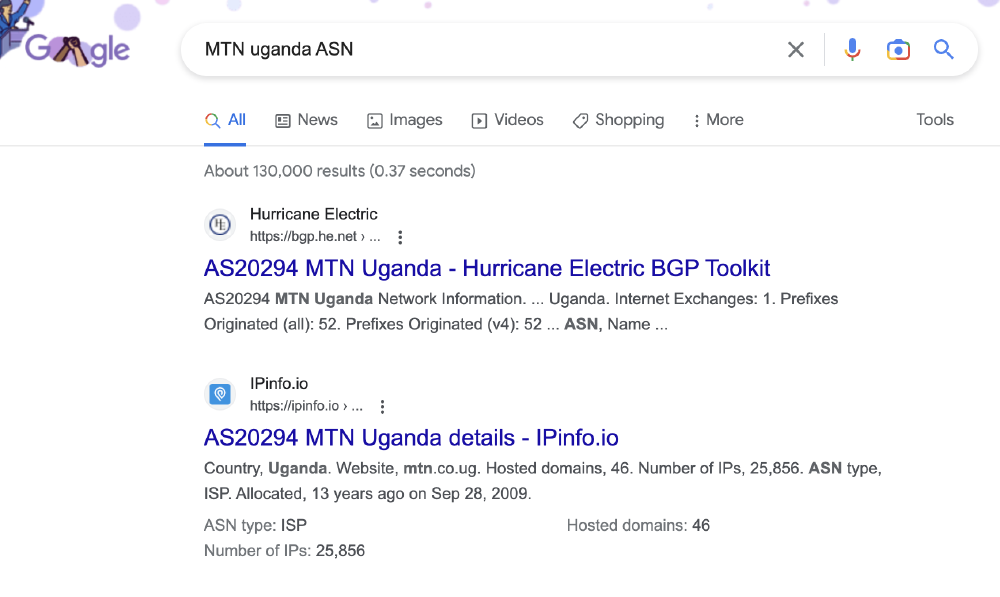 Google
MTN uganda ASN
All News Images Videos Shopping More Tools
About 130,000 results (0.37 seconds)
Hurricane Electric
https://bgp.he.net › ...
AS20294 MTN Uganda - Hurricane Electric BGP Toolkit
AS20294 MTN Uganda Network Information. ... Uganda. Internet Exchanges: 1. Prefixes
Originated (all): 52. Prefixes Originated (v4): 52 ... ASN, Name ...
IPinfo.io
https://ipinfo.io › ...
AS20294 MTN Uganda details - IPinfo.io
Country, Uganda. Website, mtn.co.ug. Hosted domains, 46. Number of IPs, 25,856. ASN type,
ISP. Allocated, 13 years ago on Sep 28, 2009.
ASN type: ISP Hosted domains: 46
Number of IPs: 25,856